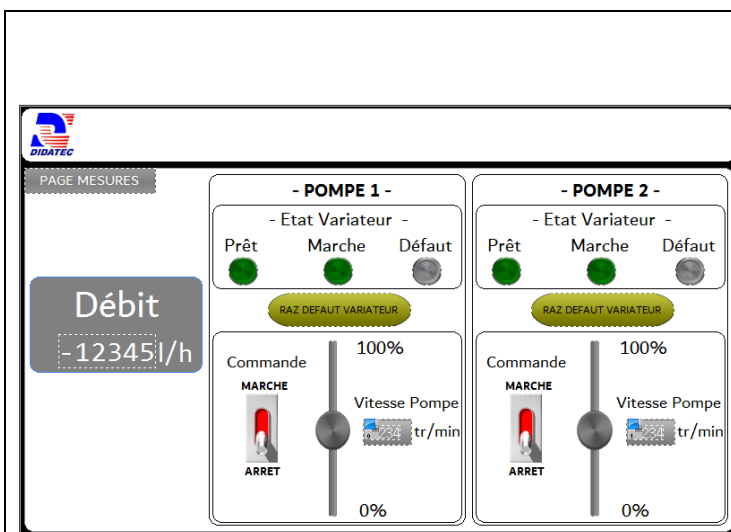 DIDATEC
PAGE MESURES
Débit
-12345 l/h
- POMPE 1 -
- Etat Variateur -
Prêt Marche Défaut
RAZ DEFAUT VARIATEUR
Commande
MARCHE
ARRET
100%
Vitesse Pompe
tr/min
0%
- POMPE 2 -
- Etat Variateur -
Prêt Marche Défaut
RAZ DEFAUT VARIATEUR
Commande
MARCHE
ARRET
100%
Vitesse Pompe
tr/min
0%